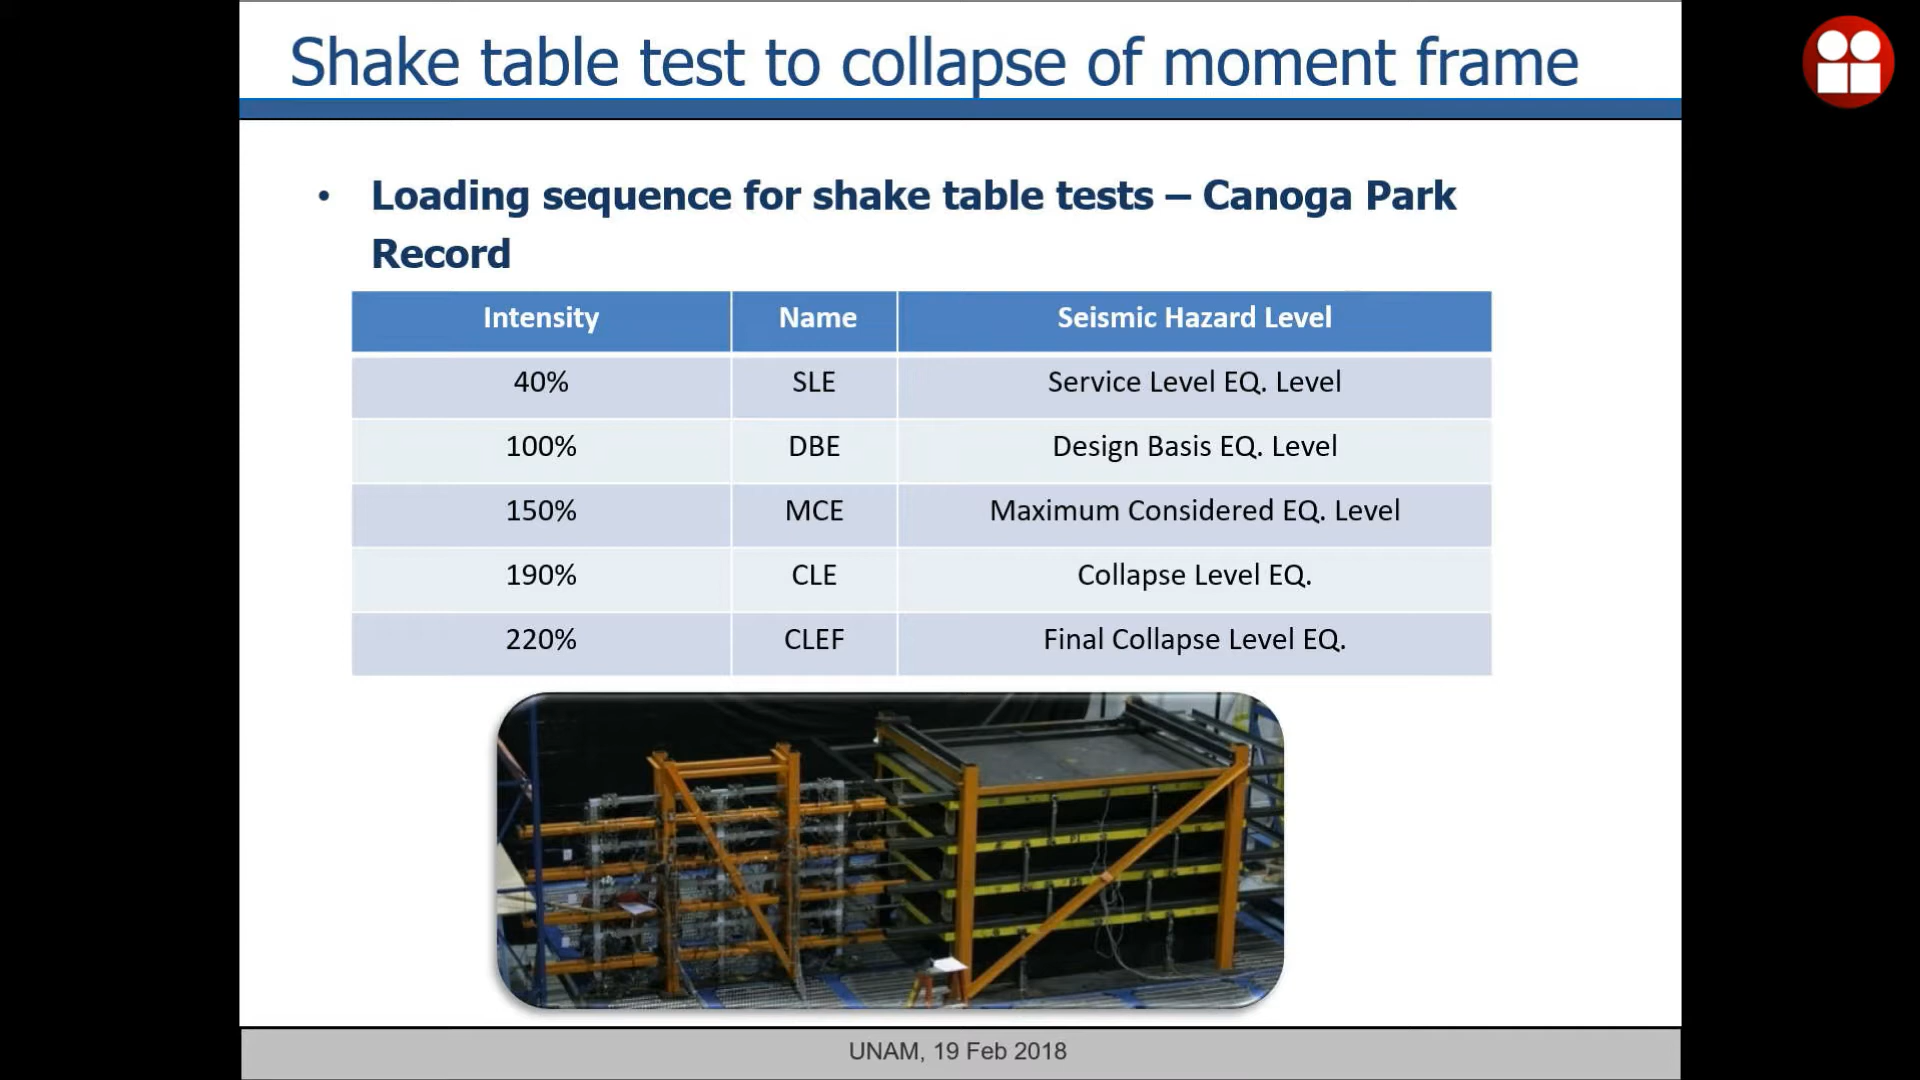 Shake table test to collapse of moment frame
• Loading sequence for shake table tests – Canoga Park
Record
Intensity Name Seismic Hazard Level
40% SLE Service Level EQ. Level
100% DBE Design Basis EQ. Level
150% MCE Maximum Considered EQ. Level
190% CLE Collapse Level EQ.
220% CLEF Final Collapse Level EQ.
UNAM, 19 Feb 2018